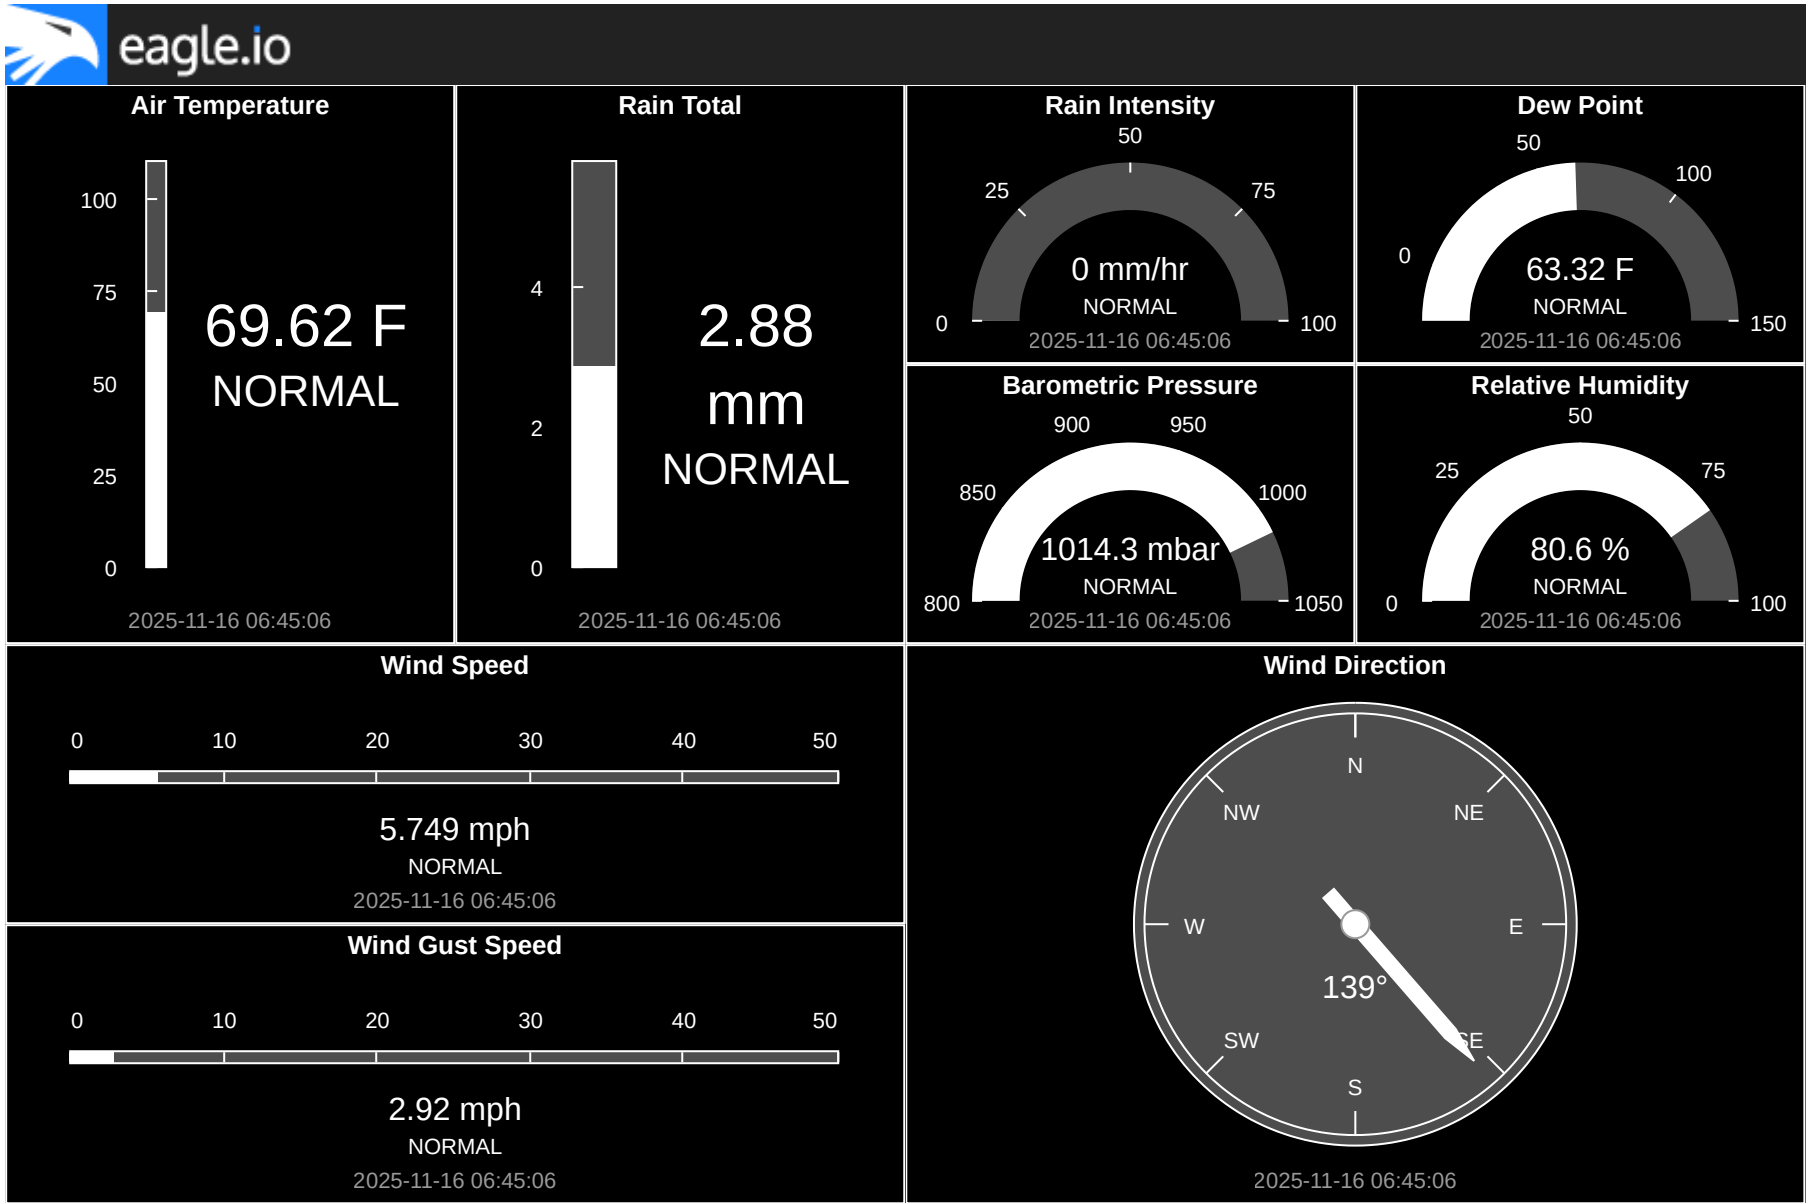 eagle.io
Air Temperature
100
75
50
25
0
69.62 F
NORMAL
2025-11-16 06:45:06
Rain Total
4
2
0
2.88
mm
NORMAL
2025-11-16 06:45:06
Rain Intensity
50
25
75
0
100
0 mm/hr
NORMAL
2025-11-16 06:45:06
Dew Point
50
100
0
150
63.32 F
NORMAL
2025-11-16 06:45:06
Barometric Pressure
900
950
850
1000
800
1050
1014.3 mbar
NORMAL
2025-11-16 06:45:06
Relative Humidity
50
25
75
0
100
80.6 %
NORMAL
2025-11-16 06:45:06
Wind Speed
0 10 20 30 40 50
5.749 mph
NORMAL
2025-11-16 06:45:06
Wind Gust Speed
0 10 20 30 40 50
2.92 mph
NORMAL
2025-11-16 06:45:06
Wind Direction
N
NW NE
W E
139°
SW SE
S
2025-11-16 06:45:06